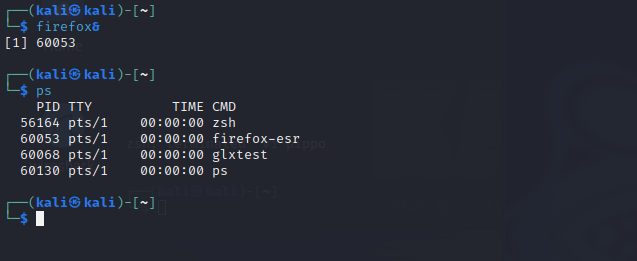 ┌──(kali㉿kali)-[~]
└─$ firefox&
[1] 60053
┌──(kali㉿kali)-[~]
└─$ ps
PID TTY TIME CMD
56164 pts/1 00:00:00 zsh
60053 pts/1 00:00:00 firefox-esr
60068 pts/1 00:00:00 glxtest
60130 pts/1 00:00:00 ps
┌──(kali㉿kali)-[~]
└─$